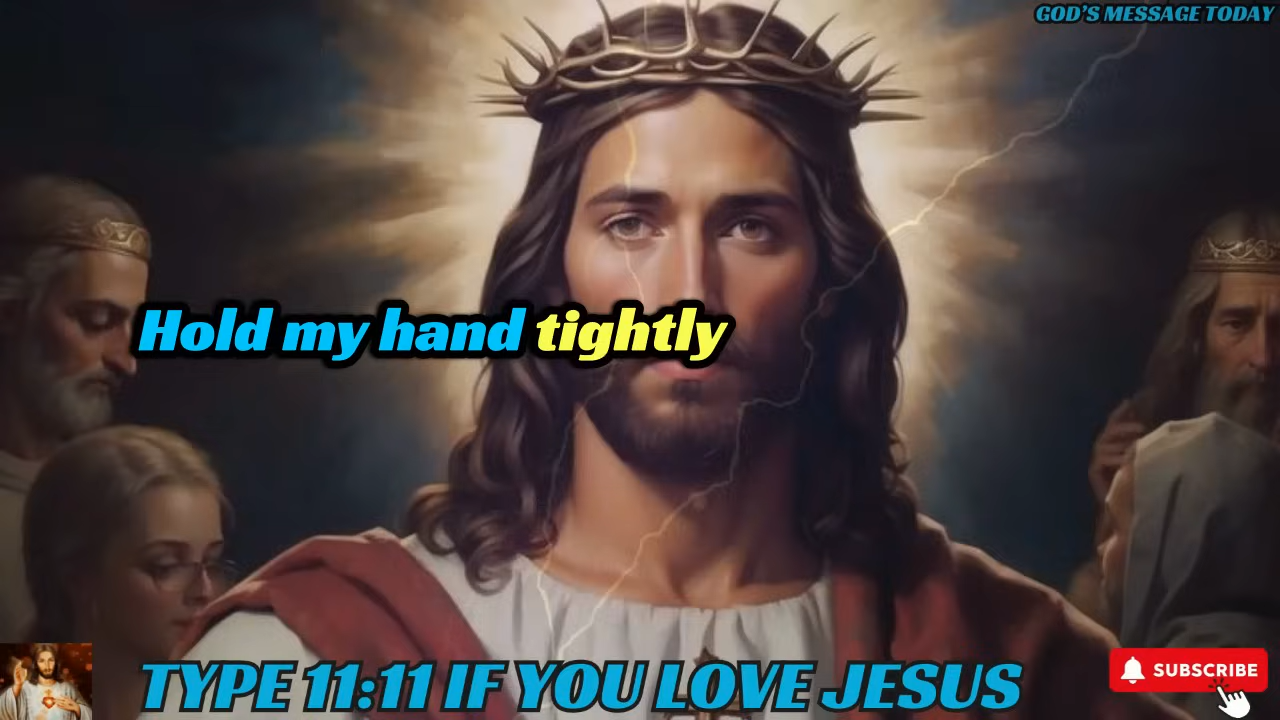 GOD'S MESSAGE TODAY
Hold my hand tightly
TYPE 11:11 IF YOU LOVE JESUS
SUBSCRIBE